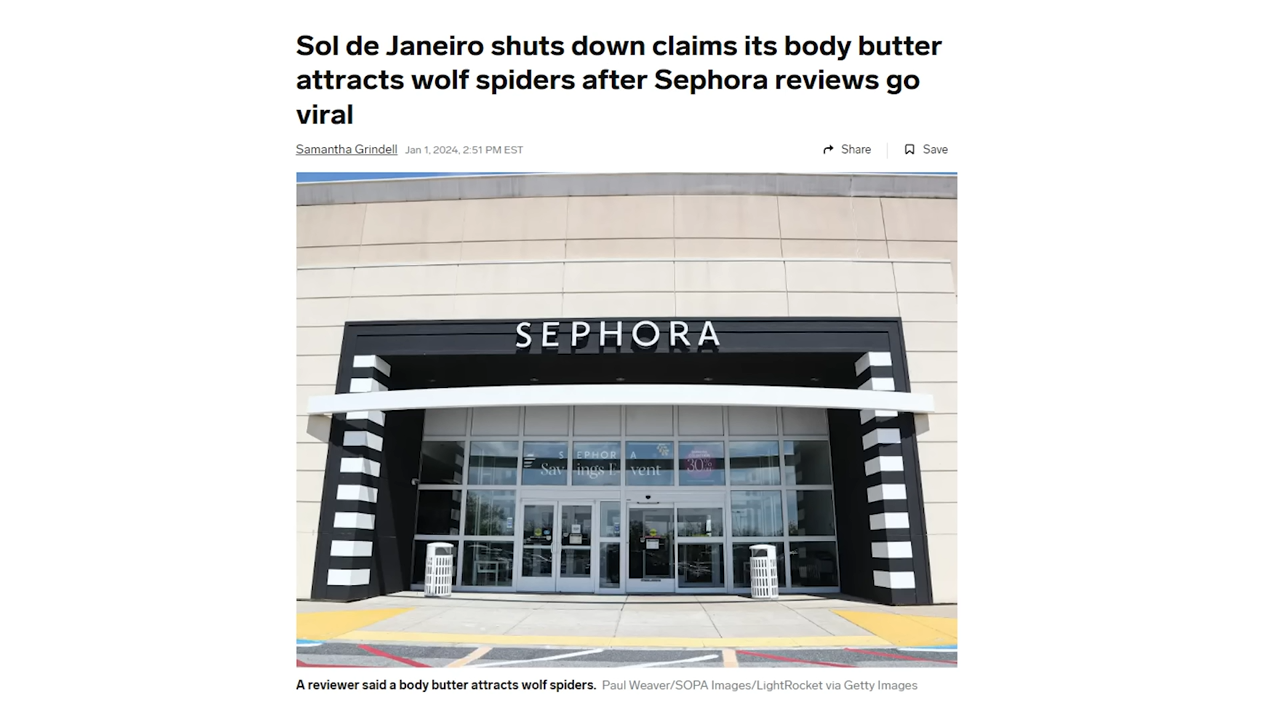 Sol de Janeiro shuts down claims its body butter
attracts wolf spiders after Sephora reviews go
viral
Samantha Grindell Jan 1, 2024, 2:51 PM EST
Share Save
SEPHORA
SEPHORA
Savings Event
30%
A reviewer said a body butter attracts wolf spiders. Paul Weaver/SOPA Images/LightRocket via Getty Images